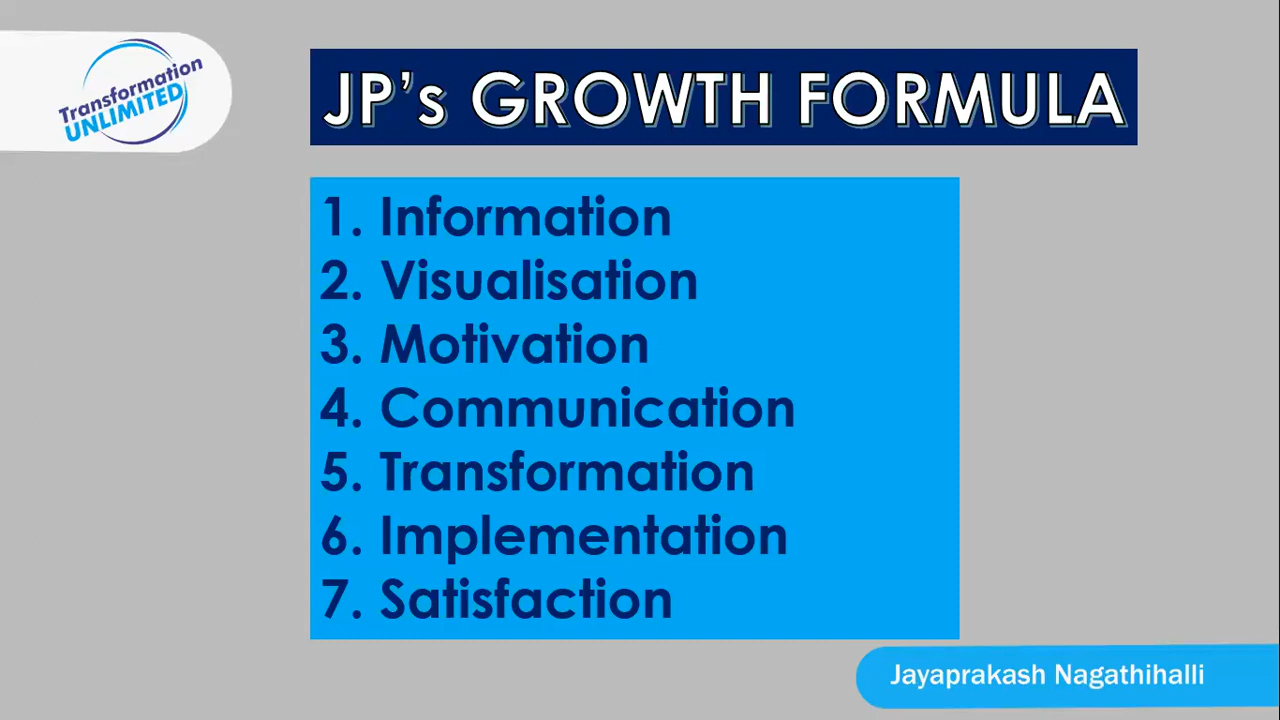 Transformation
UNLIMITED
JP's GROWTH FORMULA
1. Information
2. Visualisation
3. Motivation
4. Communication
5. Transformation
6. Implementation
7. Satisfaction
Jayaprakash Nagathihalli